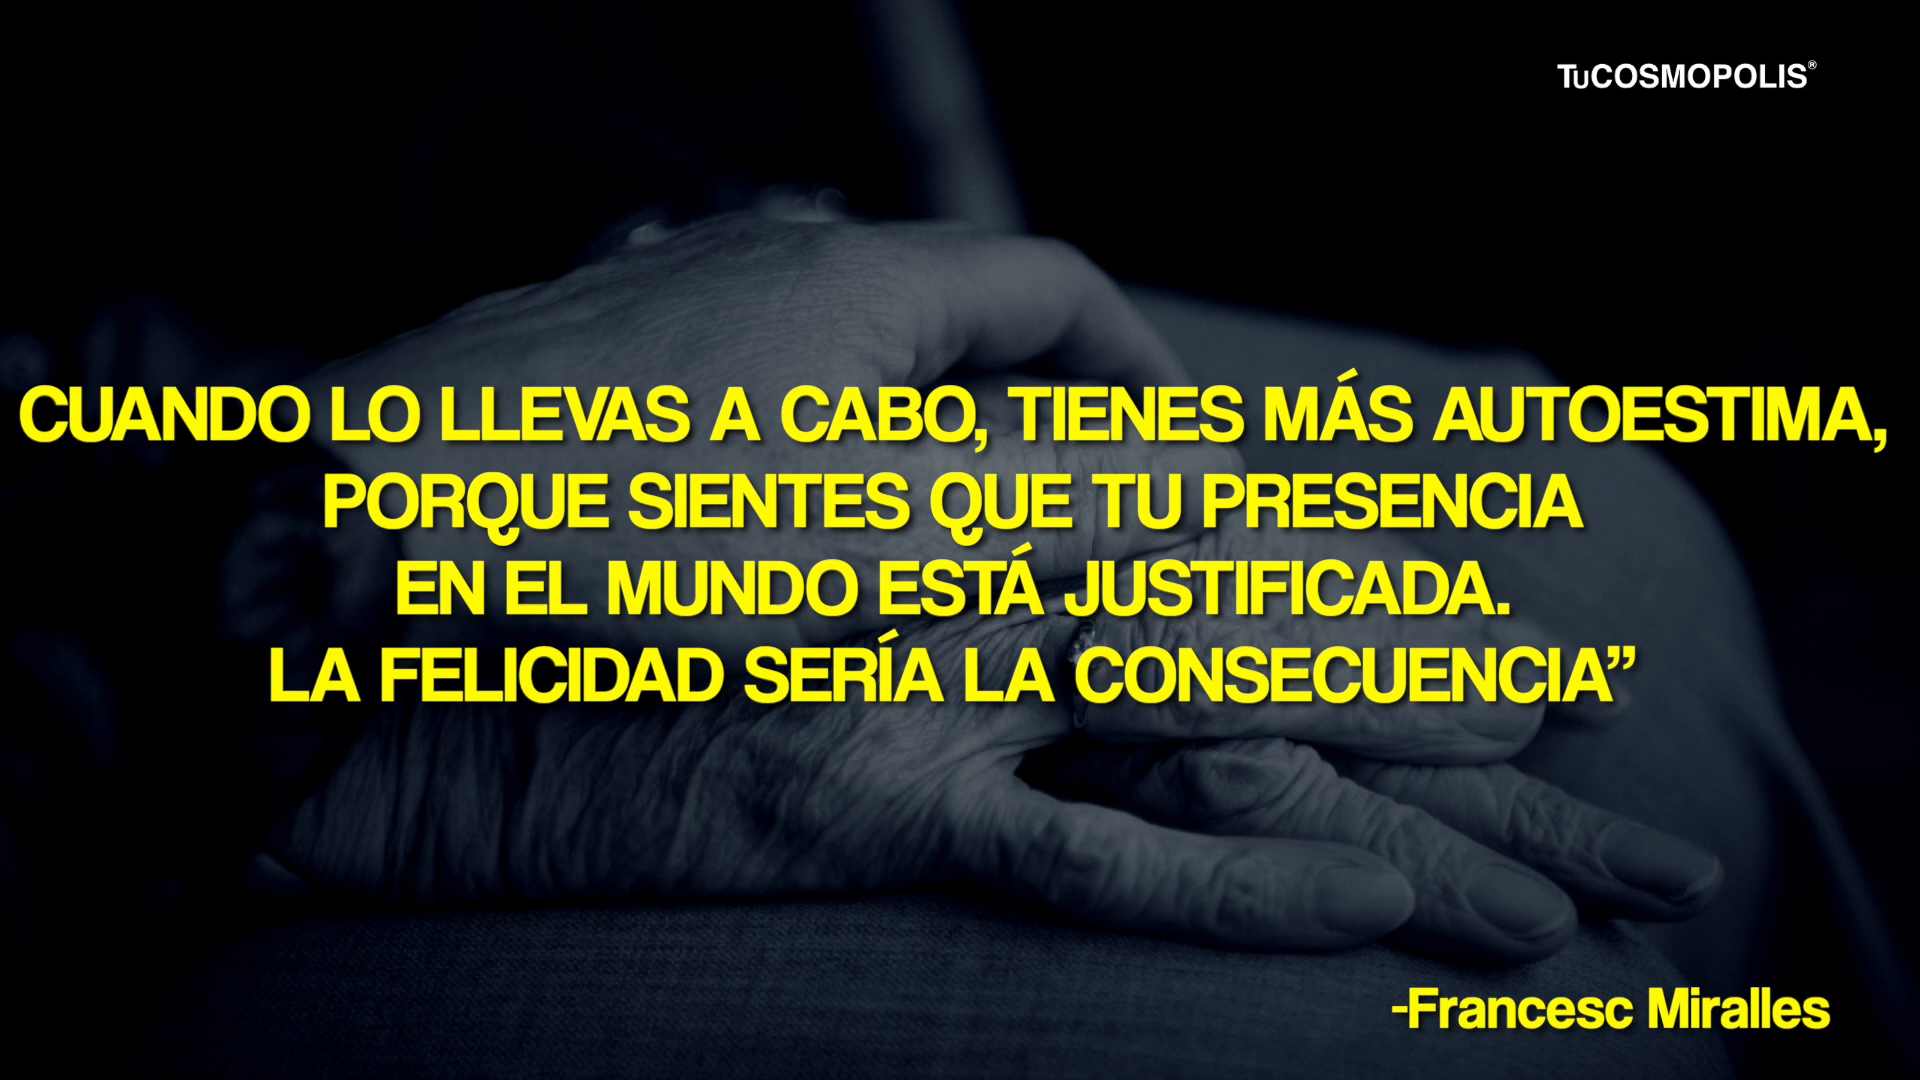 TuCOSMOPOLIS®
CUANDO LO LLEVAS A CABO, TIENES MÁS AUTOESTIMA,
PORQUE SIENTES QUE TU PRESENCIA
EN EL MUNDO ESTÁ JUSTIFICADA.
LA FELICIDAD SERÍA LA CONSECUENCIA”
-Francesc Miralles